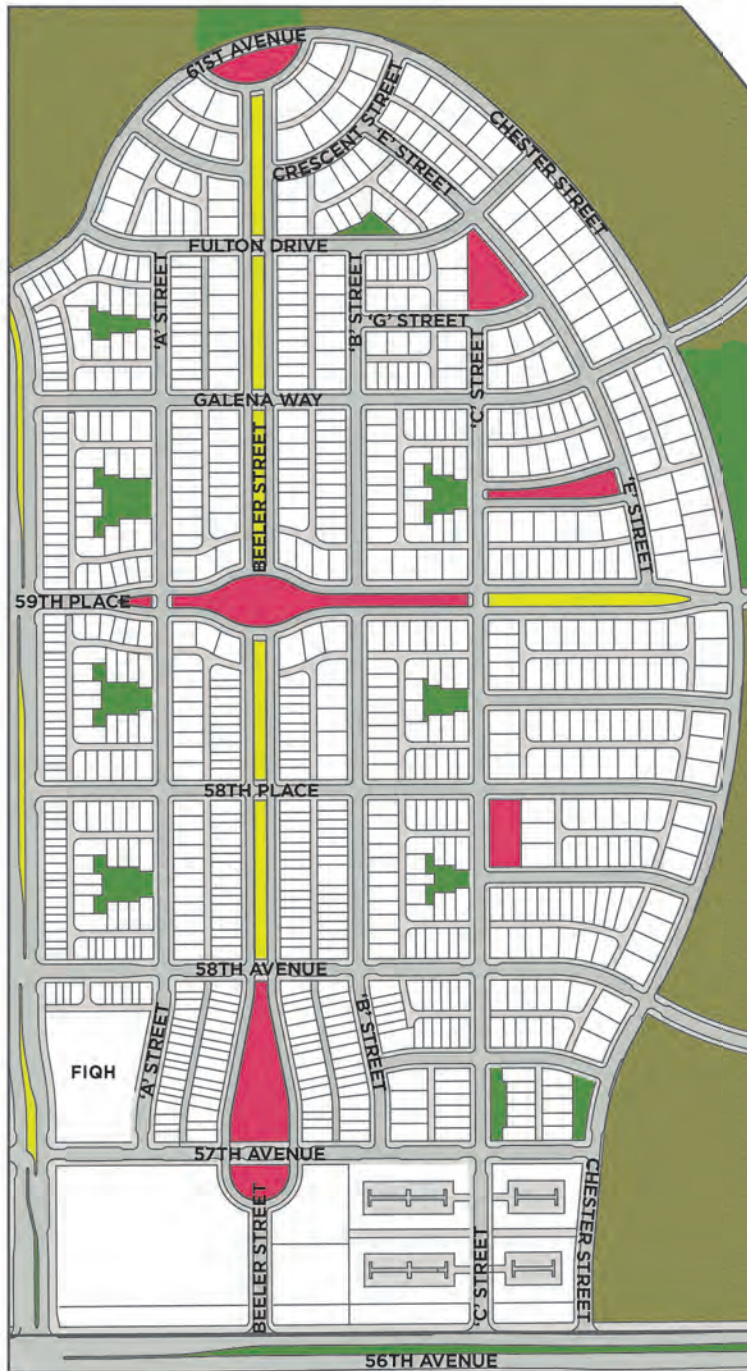 61ST AVENUE
CHESTER STREET
CRESCENT STREET
'F' STREET
FULTON DRIVE
'A' STREET
'B' STREET
'G' STREET
'C' STREET
GALENA WAY
BEELER STREET
'E' STREET
59TH PLACE
58TH PLACE
58TH AVENUE
'A' STREET
'B' STREET
FIQH
57TH AVENUE
BEELER STREET
'C' STREET
CHESTER STREET
56TH AVENUE